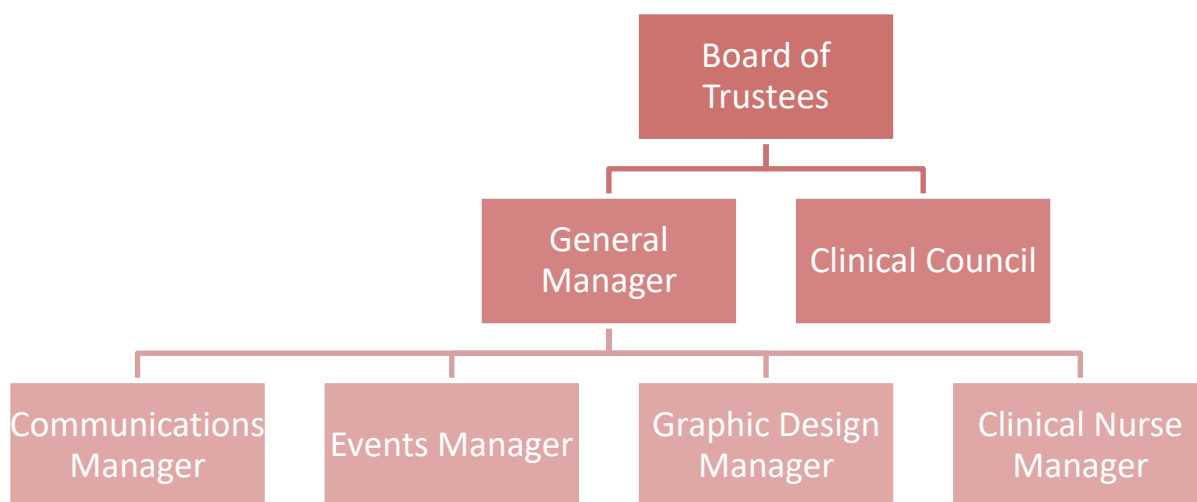 Board of
Trustees
General
Manager
Clinical Council
Communications
Manager
Events Manager
Graphic Design
Manager
Clinical Nurse
Manager